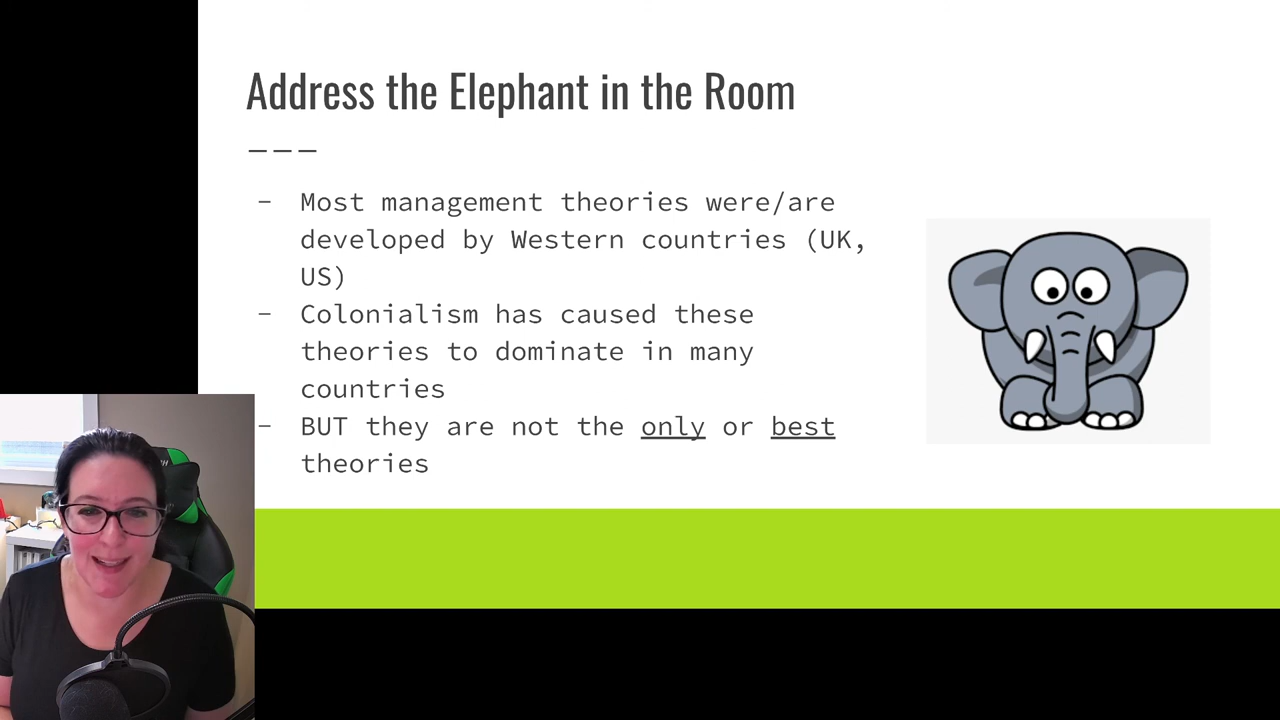 Address the Elephant in the Room
– Most management theories were/are
developed by Western countries (UK,
US)
– Colonialism has caused these
theories to dominate in many
countries
– BUT they are not the only or best
theories